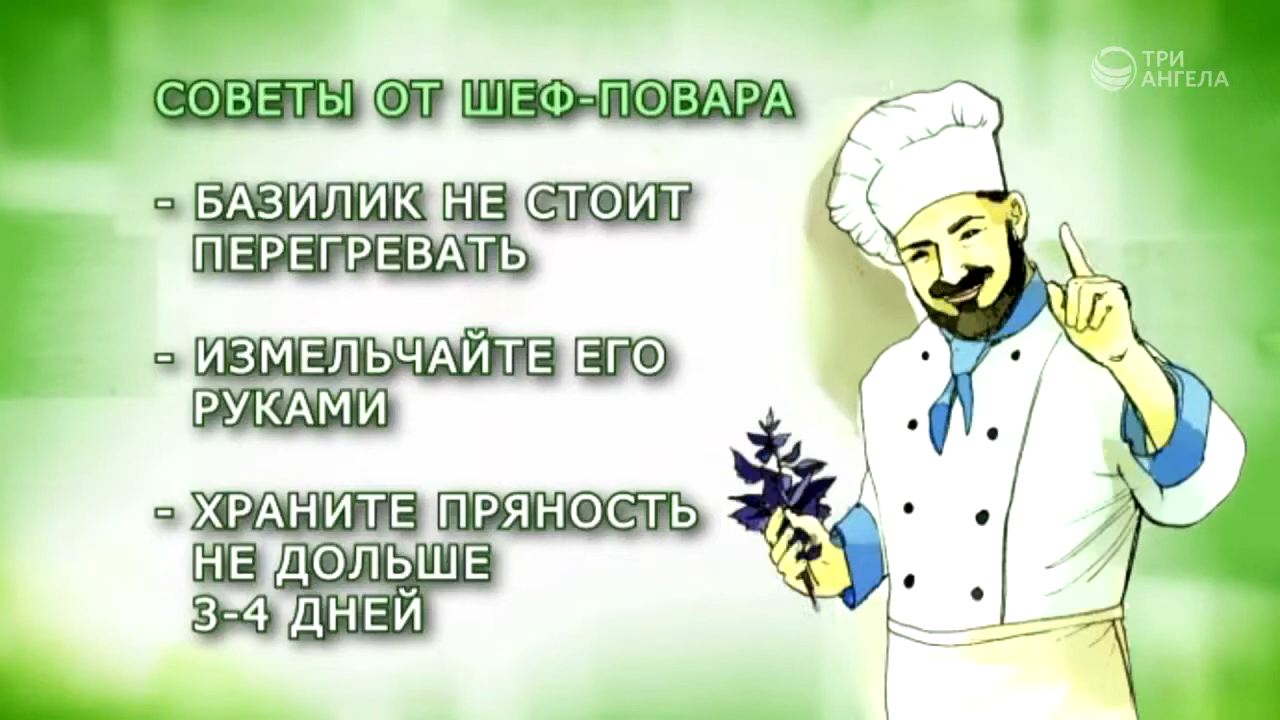 ТРИ
АНГЕЛА
СОВЕТЫ ОТ ШЕФ-ПОВАРА
- БАЗИЛИК НЕ СТОИТ
ПЕРЕГРЕВАТЬ
- ИЗМЕЛЬЧАЙТЕ ЕГО
РУКАМИ
- ХРАНИТЕ ПРЯНОСТЬ
НЕ ДОЛЬШЕ
3-4 ДНЕЙ